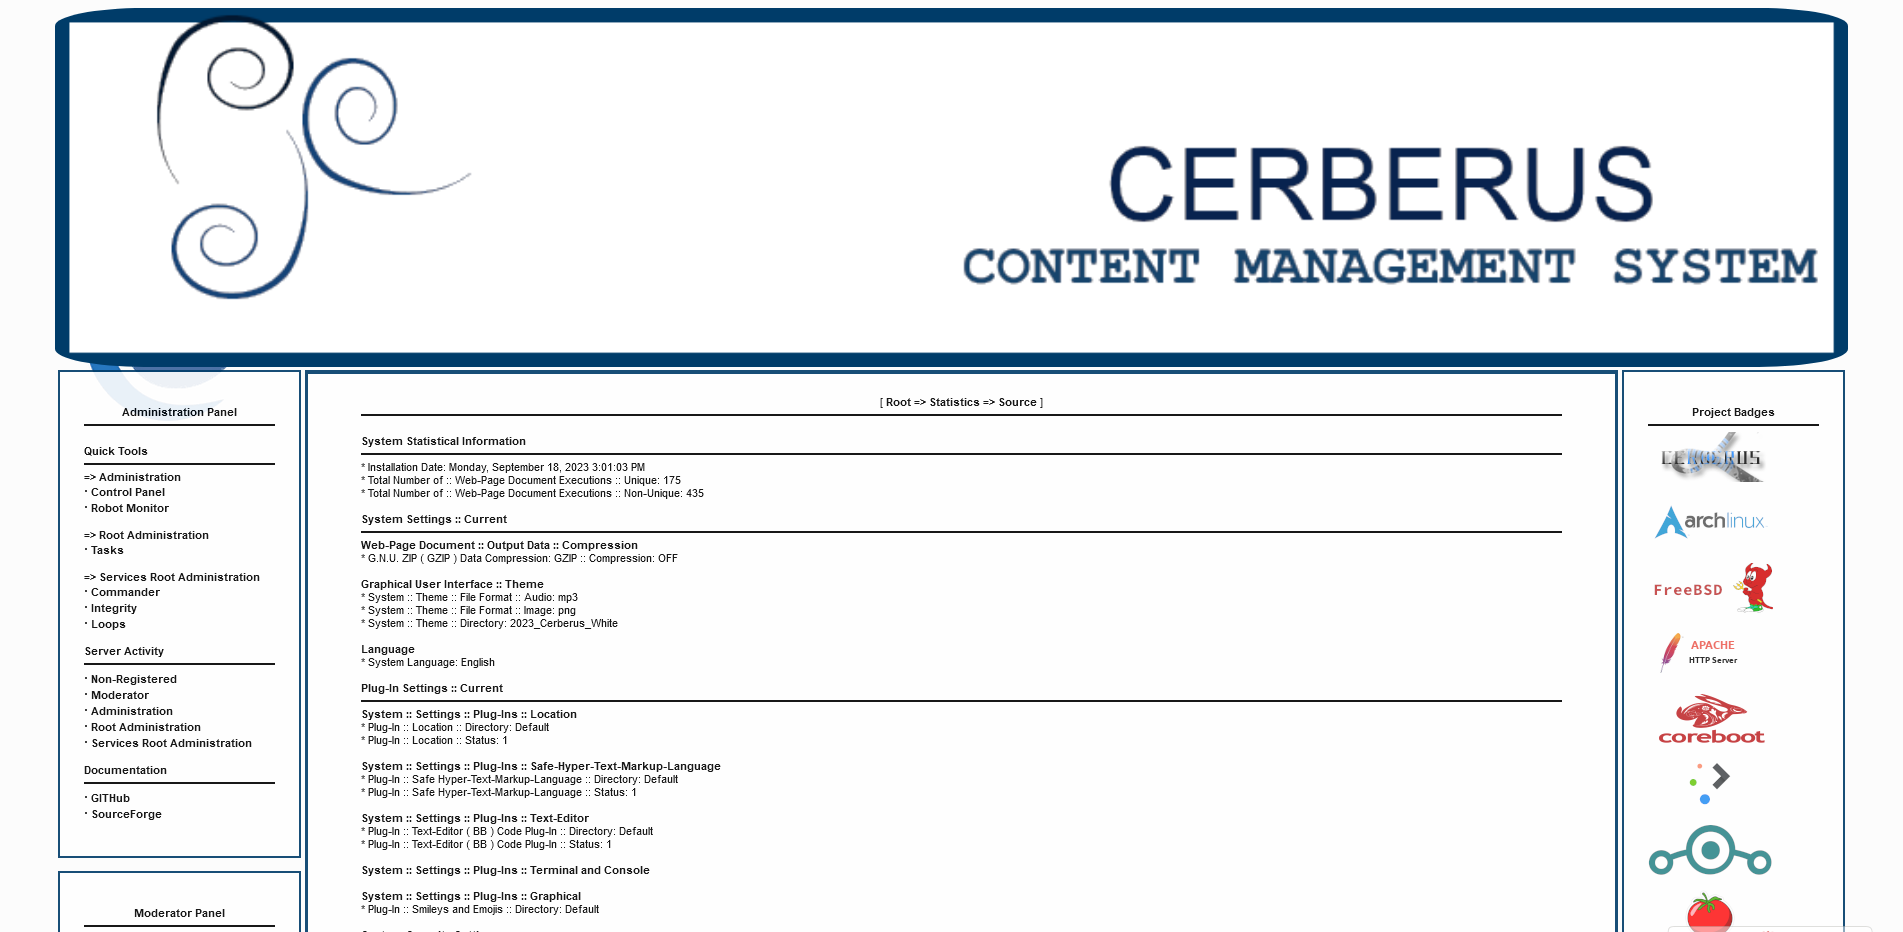 CERBERUS
CONTENT MANAGEMENT SYSTEM
Administration Panel
Quick Tools
=> Administration
· Control Panel
· Robot Monitor
=> Root Administration
· Tasks
=> Services Root Administration
· Commander
· Integrity
· Loops
Server Activity
· Non-Registered
· Moderator
· Administration
· Root Administration
· Services Root Administration
Documentation
· GITHub
· SourceForge
Moderator Panel
[ Root => Statistics => Source ]
System Statistical Information
* Installation Date: Monday, September 18, 2023 3:01:03 PM
* Total Number of :: Web-Page Document Executions :: Unique: 175
* Total Number of :: Web-Page Document Executions :: Non-Unique: 435
System Settings :: Current
Web-Page Document :: Output Data :: Compression
* G.N.U. ZIP ( GZIP ) Data Compression: GZIP :: Compression: OFF
Graphical User Interface :: Theme
* System :: Theme :: File Format :: Audio: mp3
* System :: Theme :: File Format :: Image: png
* System :: Theme :: Directory: 2023_Cerberus_White
Language
* System Language: English
Plug-In Settings :: Current
System :: Settings :: Plug-Ins :: Location
* Plug-In :: Location :: Directory: Default
* Plug-In :: Location :: Status: 1
System :: Settings :: Plug-Ins :: Safe-Hyper-Text-Markup-Language
* Plug-In :: Safe Hyper-Text-Markup-Language :: Directory: Default
* Plug-In :: Safe Hyper-Text-Markup-Language :: Status: 1
System :: Settings :: Plug-Ins :: Text-Editor
* Plug-In :: Text-Editor ( BB ) Code Plug-In :: Directory: Default
* Plug-In :: Text-Editor ( BB ) Code Plug-In :: Status: 1
System :: Settings :: Plug-Ins :: Terminal and Console
System :: Settings :: Plug-Ins :: Graphical
* Plug-In :: Smileys and Emojis :: Directory: Default
Project Badges
CERBERUS
archlinux
FreeBSD
APACHE
HTTP Server
coreboot